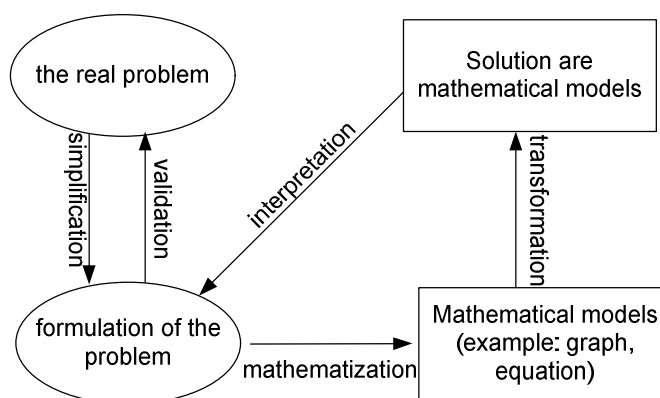 the real problem
Solution are
mathematical models
simplification
validation
interpretation
transformation
formulation of the
problem
mathematization
Mathematical models
(example: graph,
equation)